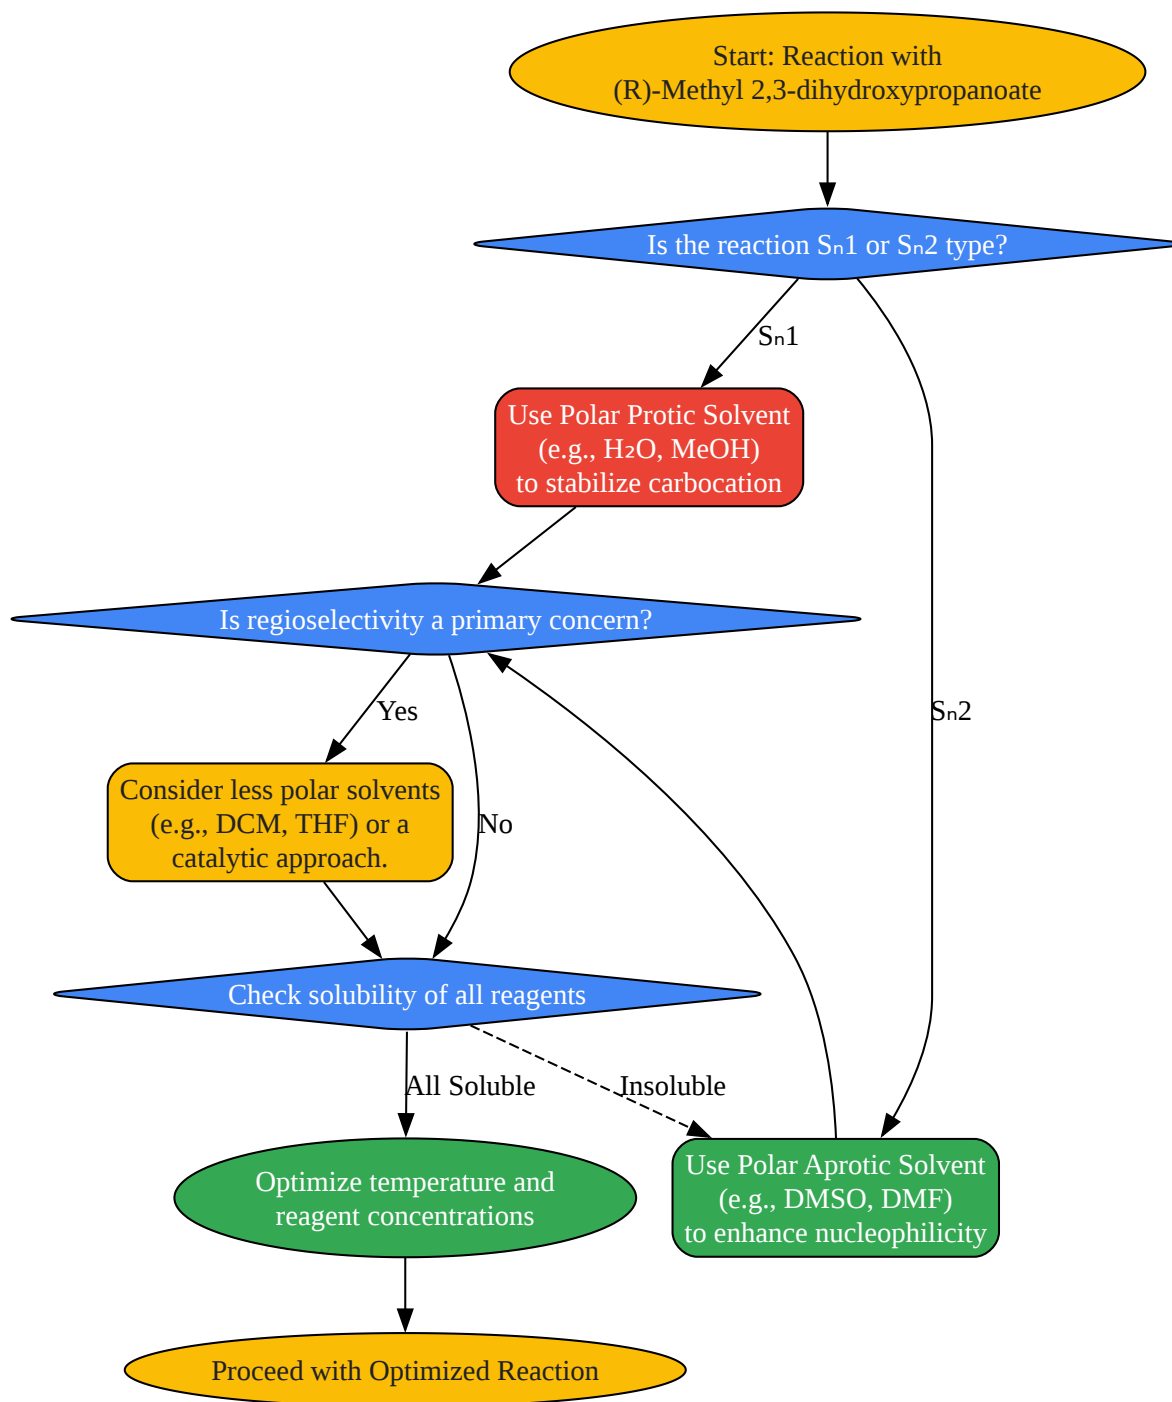 Start: Reaction with
(R)-Methyl 2,3-dihydroxypropanoate
Is the reaction Sₙ1 or Sₙ2 type?
Sₙ1
Use Polar Protic Solvent
(e.g., H₂O, MeOH)
to stabilize carbocation
Is regioselectivity a primary concern?
Yes
Sₙ2
Consider less polar solvents
(e.g., DCM, THF) or a
catalytic approach.
No
Check solubility of all reagents
All Soluble
Insoluble
Use Polar Aprotic Solvent
(e.g., DMSO, DMF)
to enhance nucleophilicity
Optimize temperature and
reagent concentrations
Proceed with Optimized Reaction